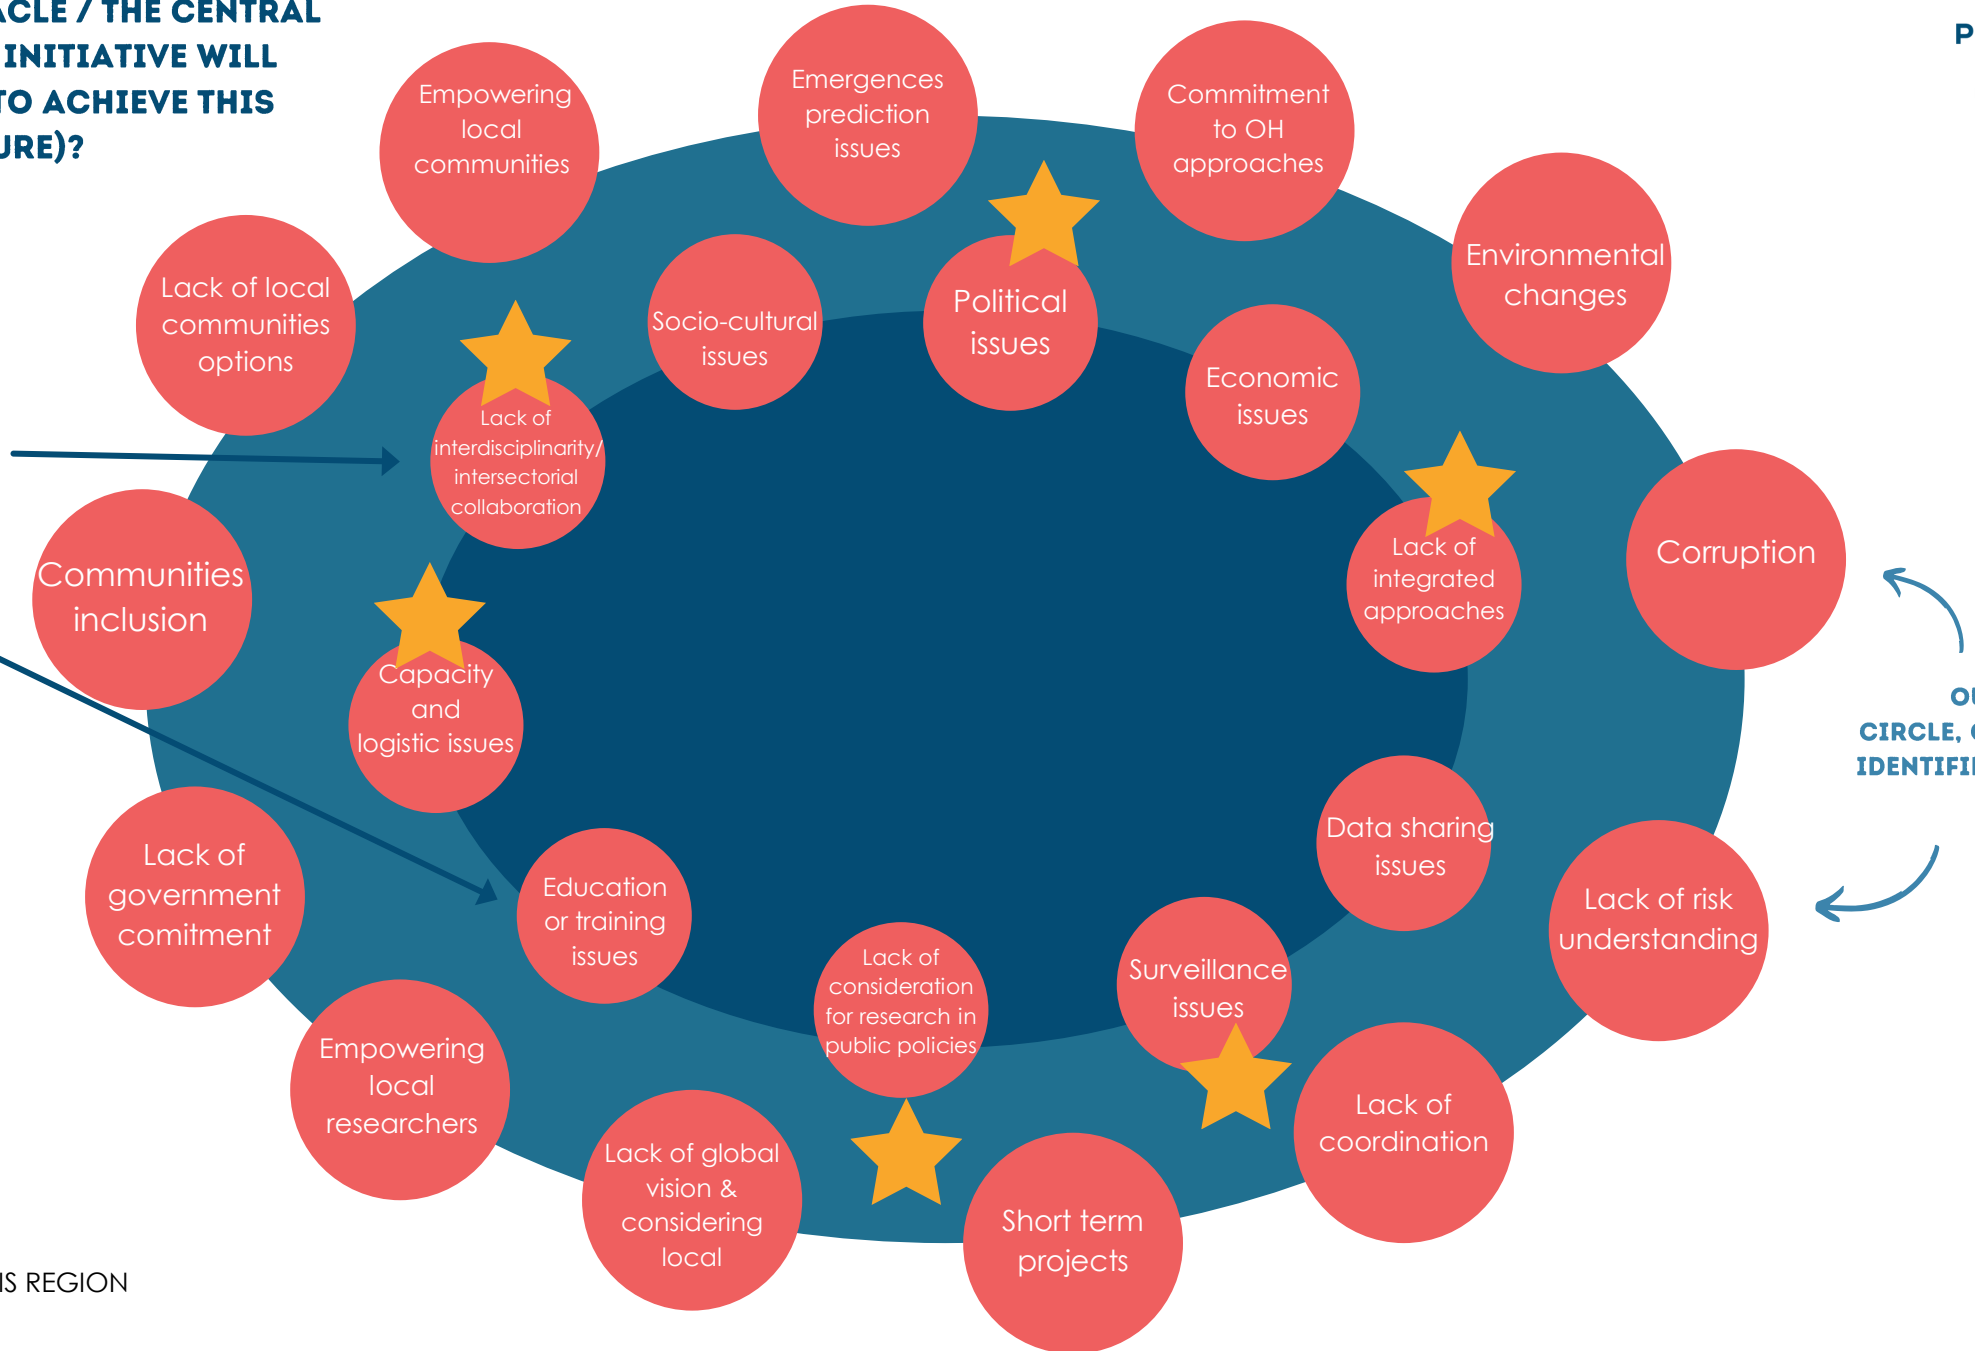 THE CENTRAL
INITIATIVE WILL
TO ACHIEVE THIS
Empowering
local
communities
Emergences
prediction
issues
Commitment
to OH
approaches
Environmental
changes
Lack of local
communities
options
Socio-cultural
issues
Political
issues
Economic
issues
Lack of
interdisciplinarity/
intersectorial
collaboration
Lack of
integrated
approaches
Corruption
Communities
inclusion
Capacity
and
logistic issues
CIRCLE,
Data sharing
issues
Lack of risk
understanding
Lack of
government
comitment
Education
or training
issues
Lack of
consideration
for research in
public policies
Surveillance
issues
Empowering
local
researchers
Lack of
coordination
Lack of global
vision &
considering
local
Short term
projects
REGION